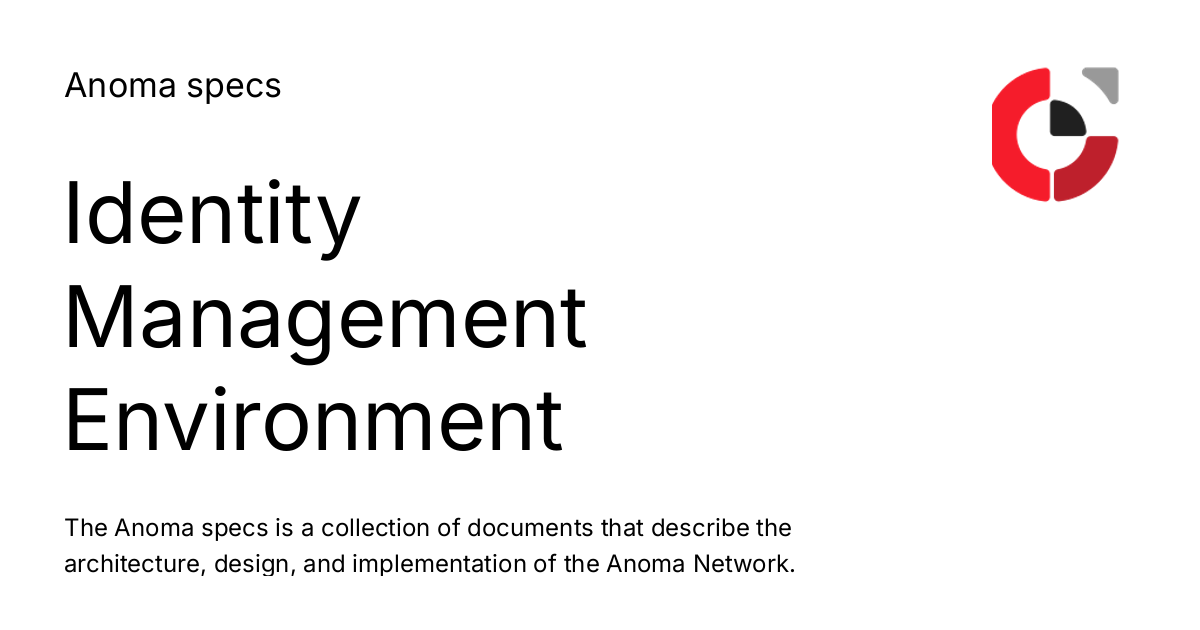 Anoma specs
Identity
Management
Environment
The Anoma specs is a collection of documents that describe the
architecture, design, and implementation of the Anoma Network.